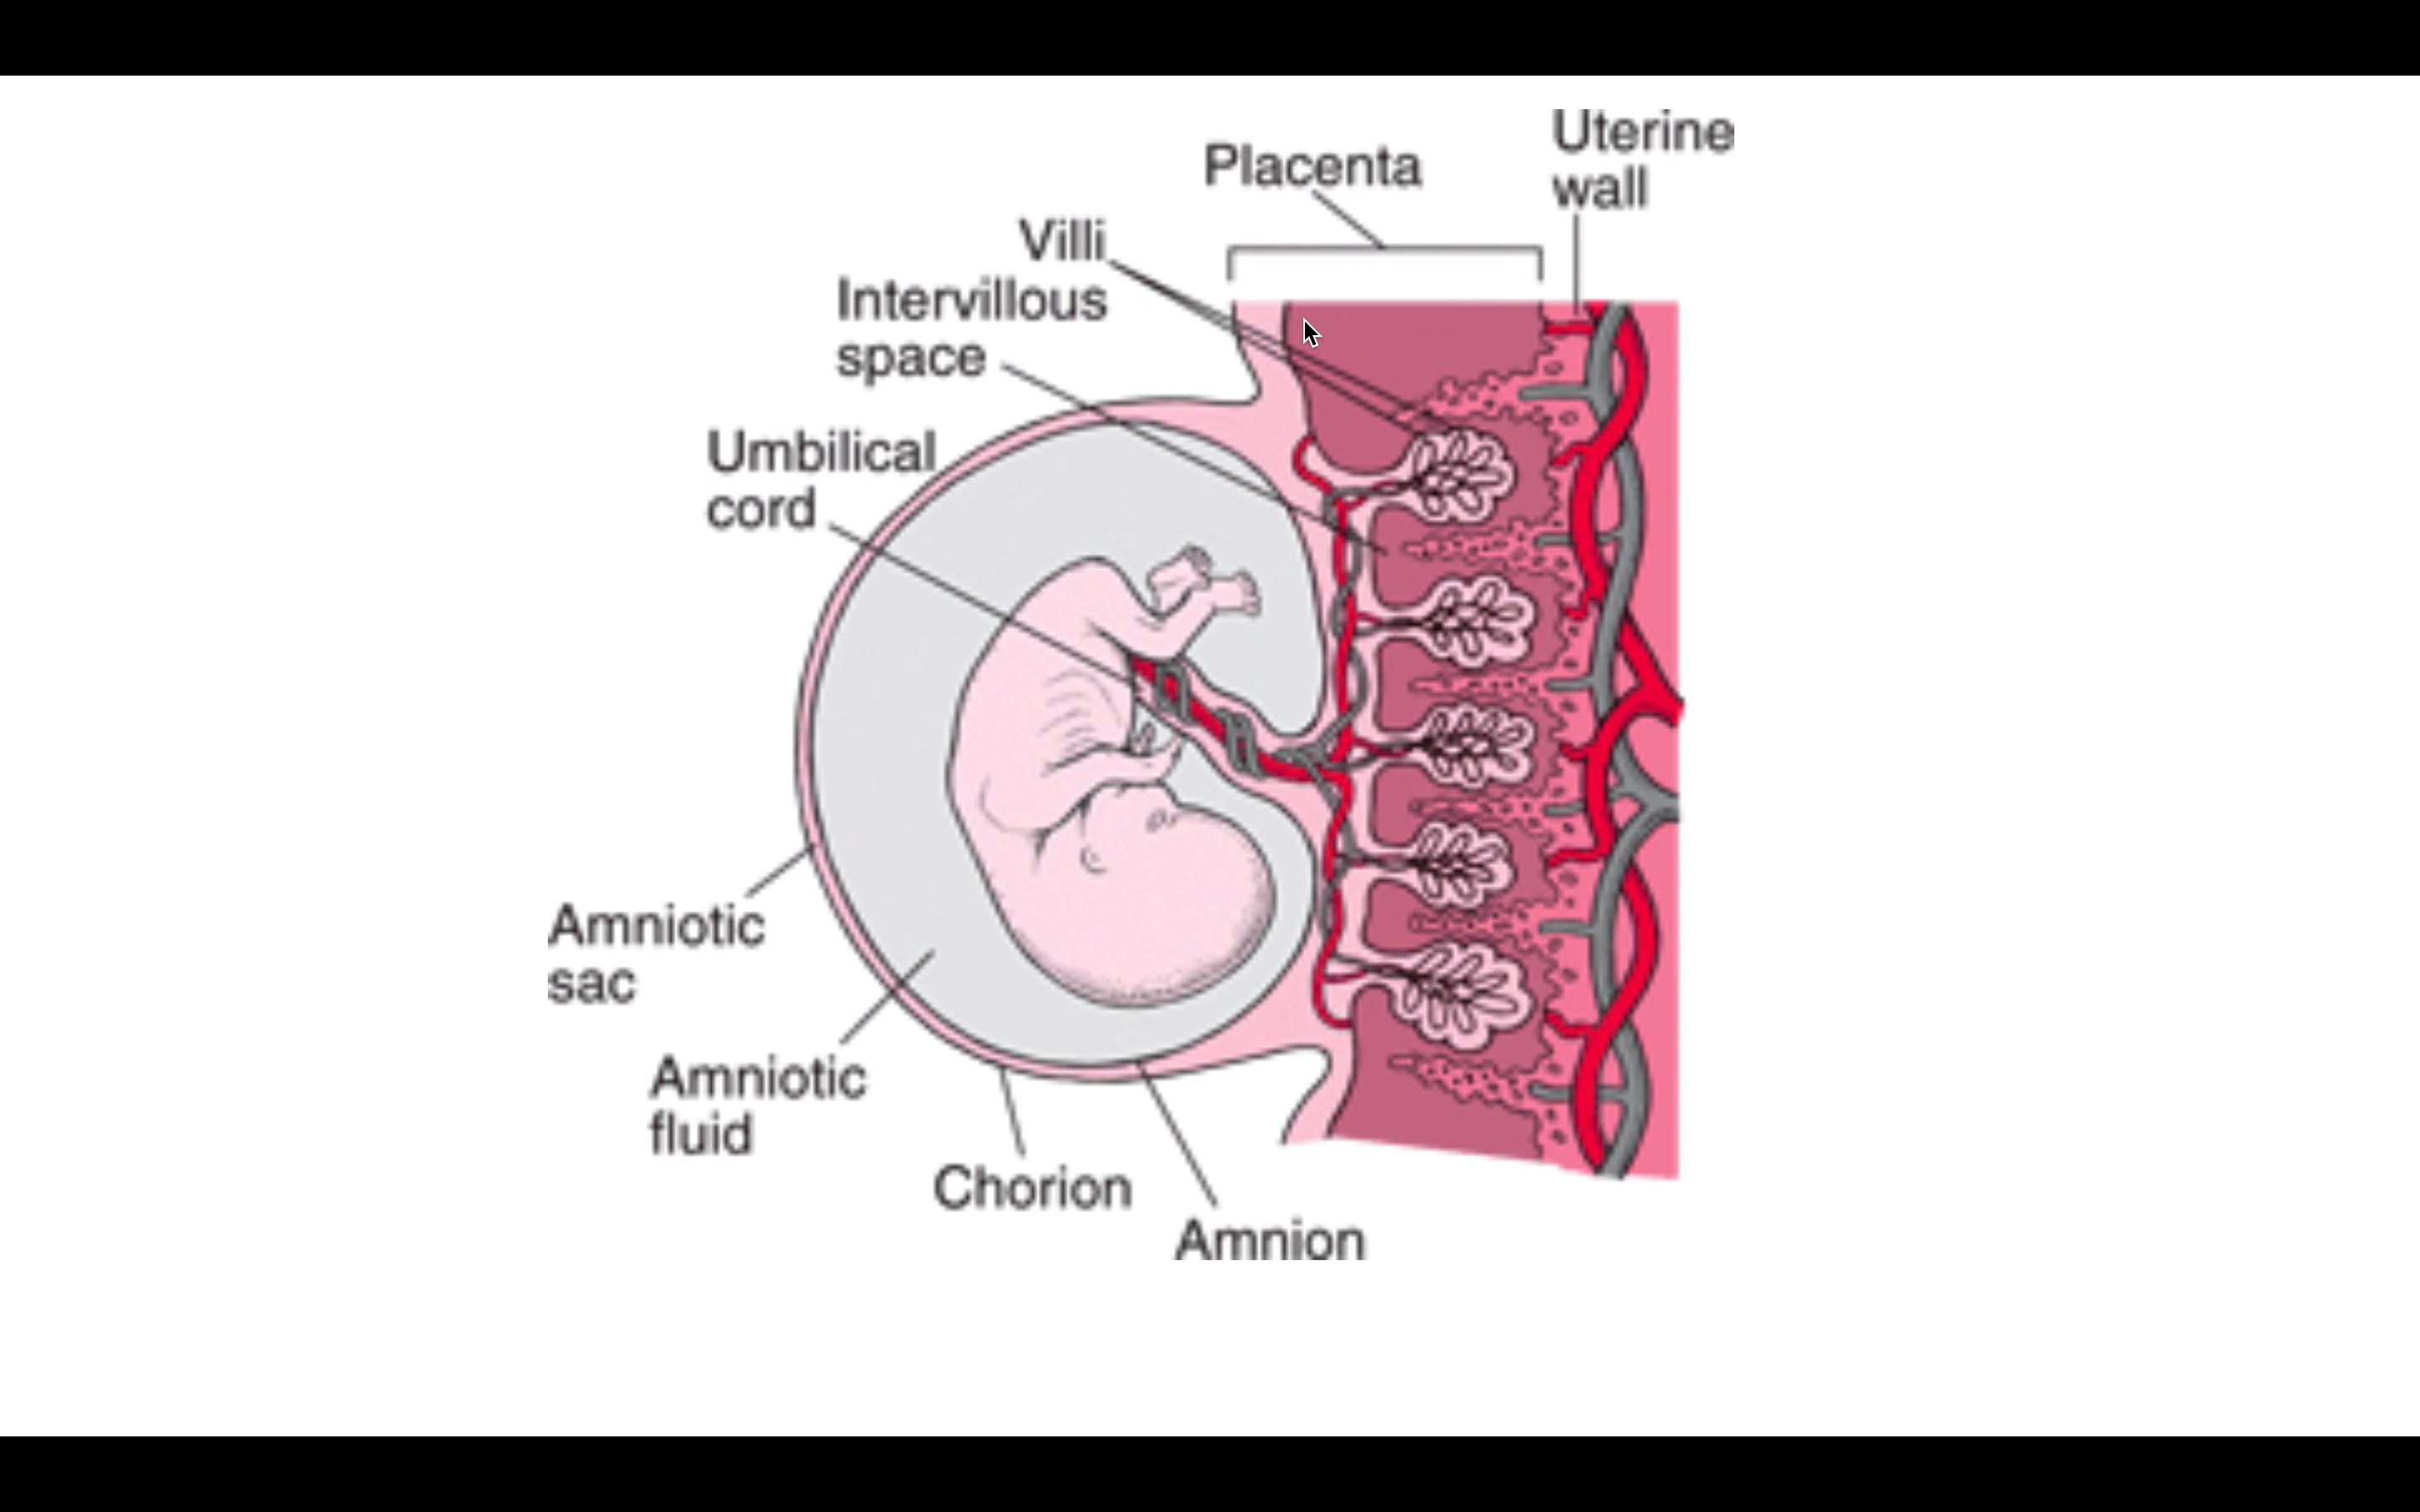 Uterine
wall
Placenta
Villi
Intervillous
space
Umbilical
cord
Amniotic
sac
Amniotic
fluid
Chorion
Amnion